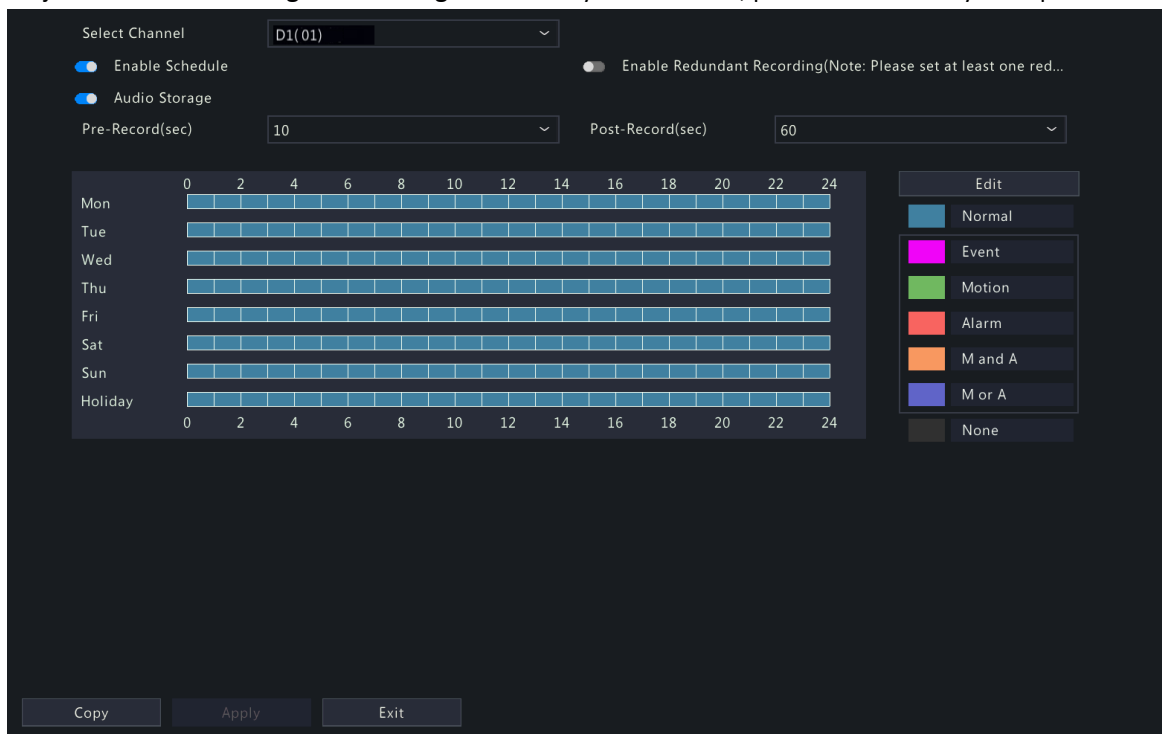 Select Channel D1(01)
Enable Schedule Enable Redundant Recording(Note: Please set at least one red...
Audio Storage
Pre-Record(sec) 10 Post-Record(sec) 60
0 2 4 6 8 10 12 14 16 18 20 22 24 Edit
Mon
Normal
Tue
Event
Wed
Thu Motion
Fri
Alarm
Sat
M and A
Sun
Holiday M or A
0 2 4 6 8 10 12 14 16 18 20 22 24
None
Copy Apply Exit